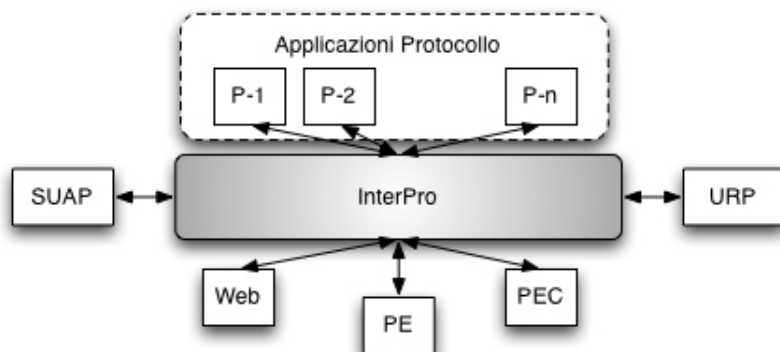 Applicazioni Protocollo
P-1
P-2
P-n
SUAP
InterPro
URP
Web
PE
PEC